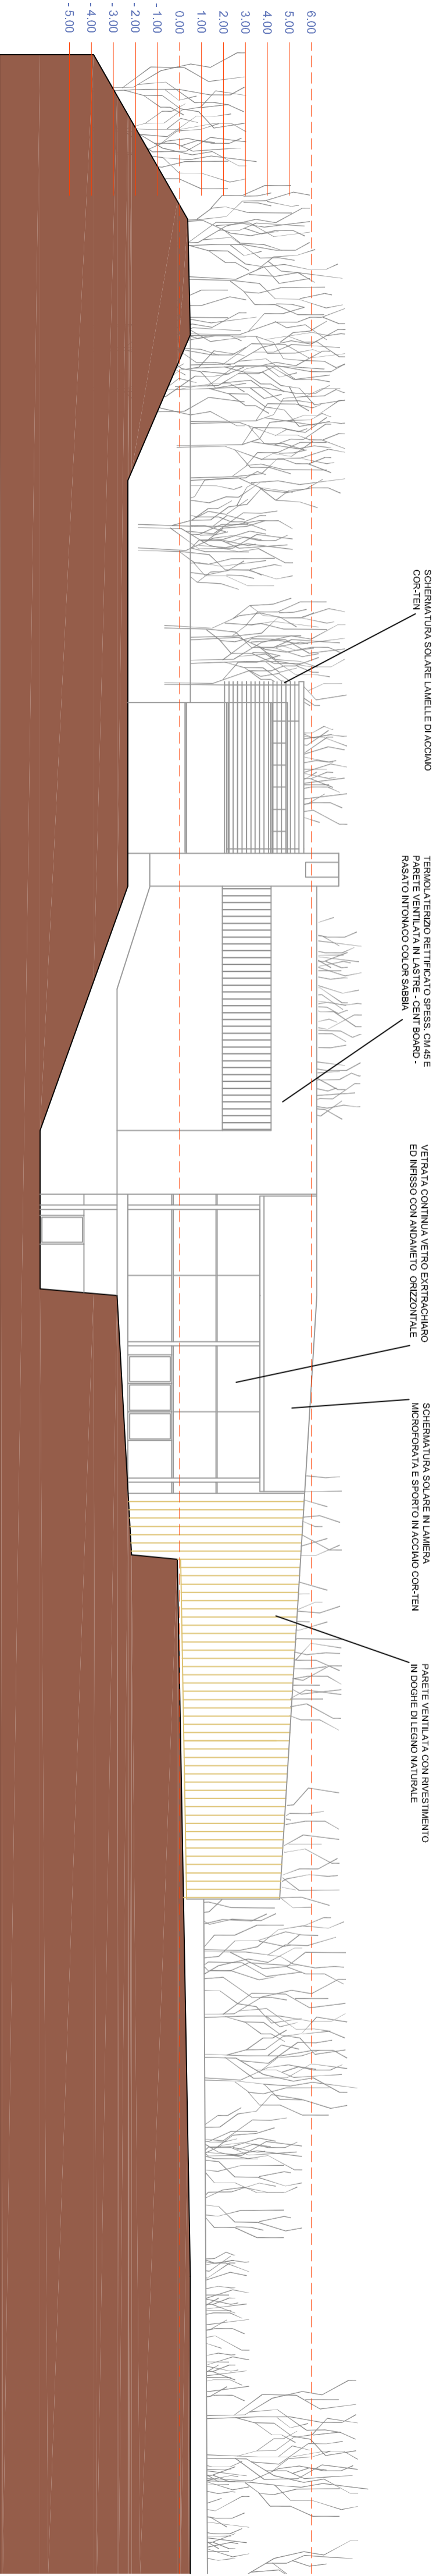 SCHERMATURA SOLARE LAMELLE DI ACCIAIO
COR-TEN
TERMOLATERIZIO RETTIFICATO SPESS. CM 45 E
PARETE VENTILATA IN LASTRE - CENT BOARD -
RASATO INTONACO COLOR SABBIA
VETRATA CONTINUA VETRO EXRTRACHIARO
ED INFISSO CON ANDAMETO ORIZZONTALE
SCHERMATURA SOLARE IN LAMIERA
MICROFORATA E SPORTO IN ACCIAIO COR-TEN
PARETE VENTILATA CON RIVESTIMENTO
IN DOGHE DI LEGNO NATURALE
6.00
5.00
4.00
3.00
2.00
1.00
0.00
- 1.00
- 2.00
- 3.00
- 4.00
- 5.00